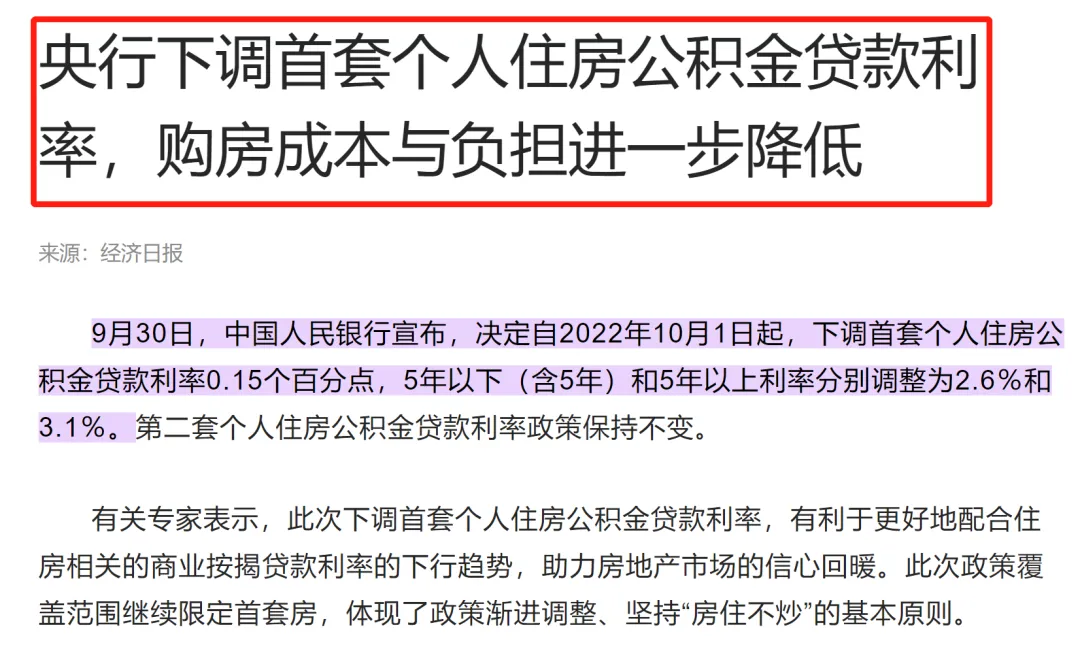 央行下调首套个人住房公积金贷款利
率，购房成本与负担进一步降低
来源：经济日报
9月30日，中国人民银行宣布，决定自2022年10月1日起，下调首套个人住房公
积金贷款利率0.15个百分点，5年以下（含5年）和5年以上利率分别调整为2.6%和
3.1%。第二套个人住房公积金贷款利率政策保持不变。
有关专家表示，此次下调首套个人住房公积金贷款利率，有利于更好地配合住
房相关的商业按揭贷款利率的下行趋势，助力房地产市场的信心回暖。此次政策覆
盖范围继续限定首套房，体现了政策渐进调整、坚持“房住不炒”的基本原则。